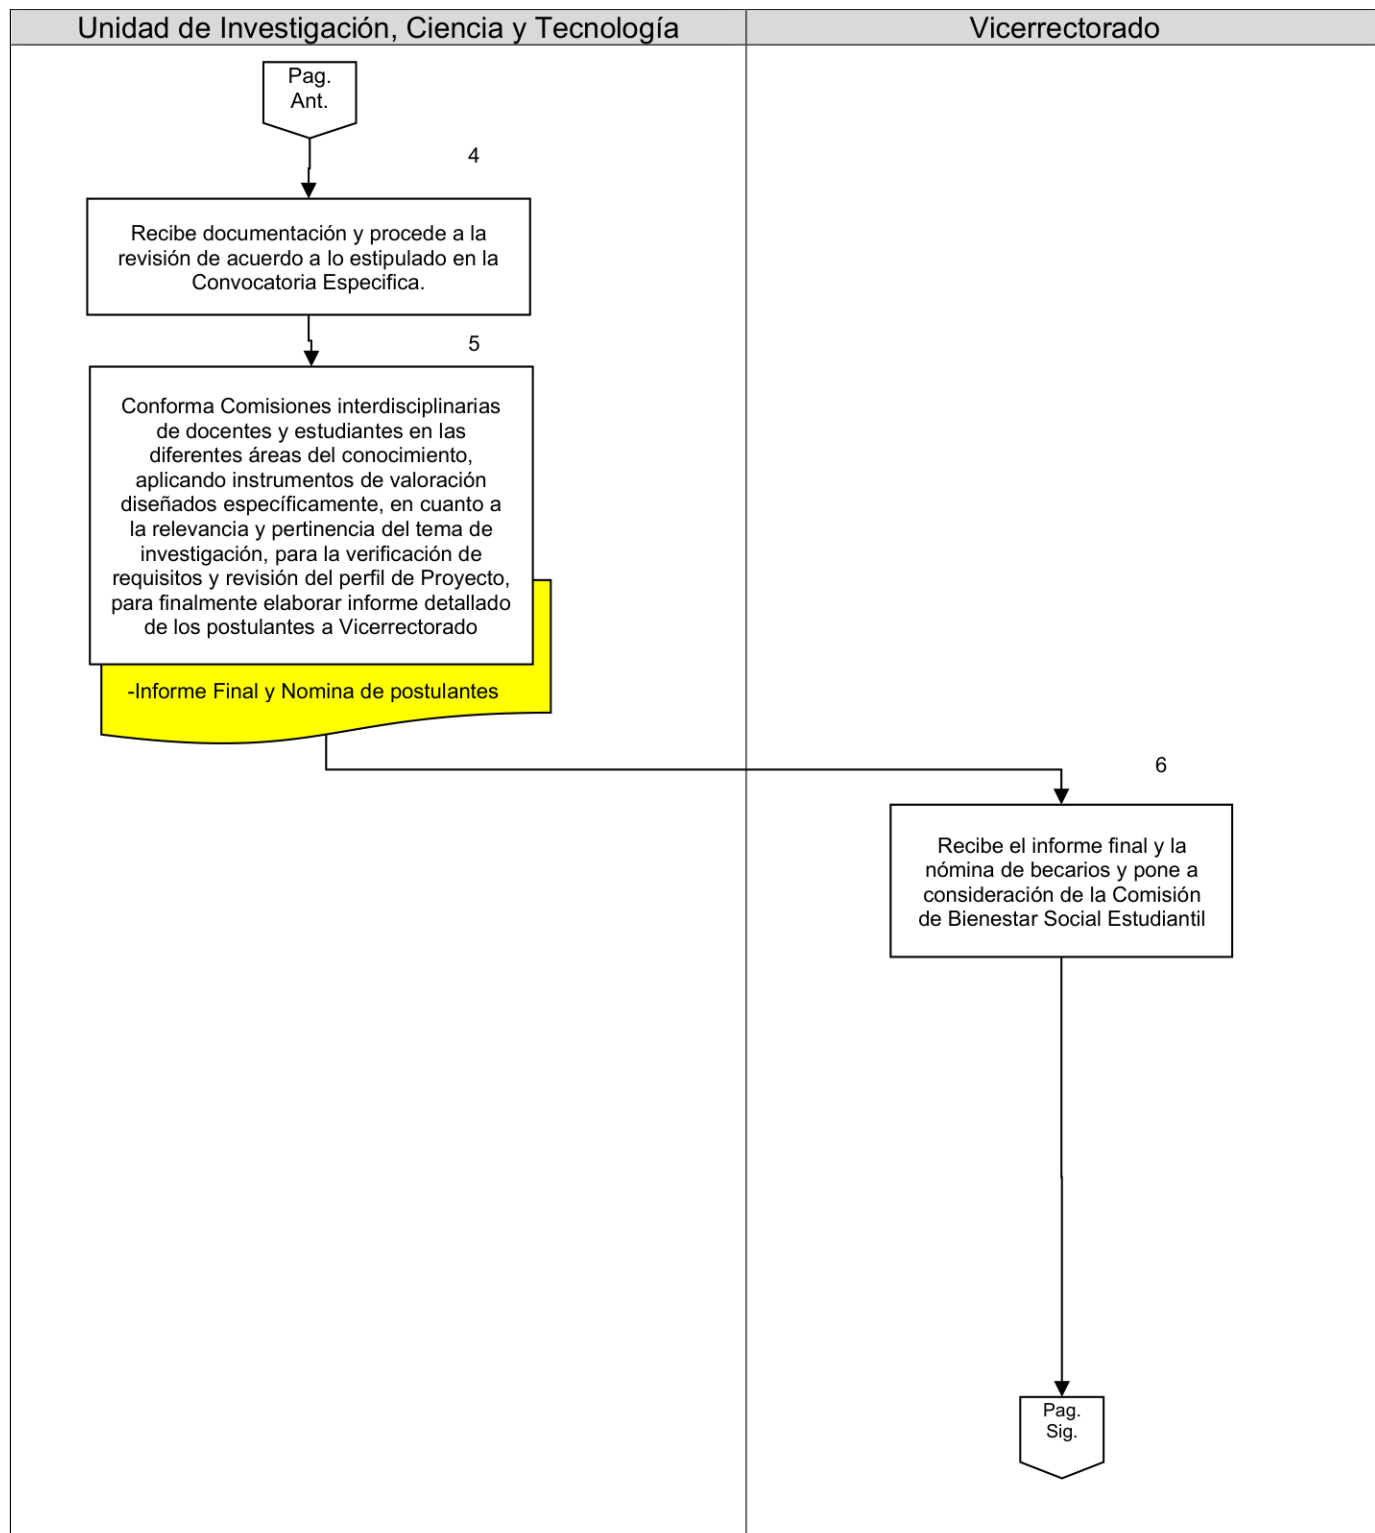 Unidad de Investigación, Ciencia y Tecnología
Vicerrectorado
Pag.
Ant.
4
Recibe documentación y procede a la
revisión de acuerdo a lo estipulado en la
Convocatoria Especifica.
5
Conforma Comisiones interdisciplinarias
de docentes y estudiantes en las
diferentes áreas del conocimiento,
aplicando instrumentos de valoración
diseñados específicamente, en cuanto a
la relevancia y pertinencia del tema de
investigación, para la verificación de
requisitos y revisión del perfil de Proyecto,
para finalmente elaborar informe detallado
de los postulantes a Vicerrectorado
-Informe Final y Nomina de postulantes
6
Recibe el informe final y la
nómina de becarios y pone a
consideración de la Comisión
de Bienestar Social Estudiantil
Pag.
Sig.